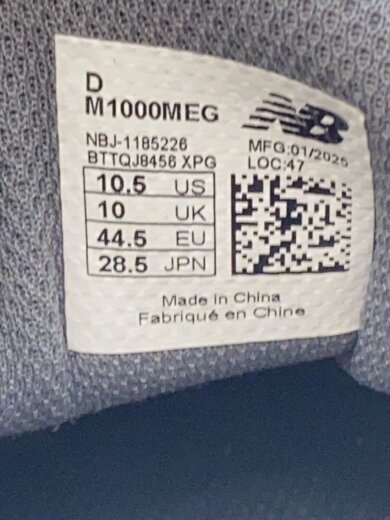 D
M1000MEG
NB
NBJ-1185226
BTTQJ8456 XPG
MFG:01/2025
LOC:47
10.5 US
10 UK
44.5 EU
28.5 JPN
Made in China
Fabriqué en Chine